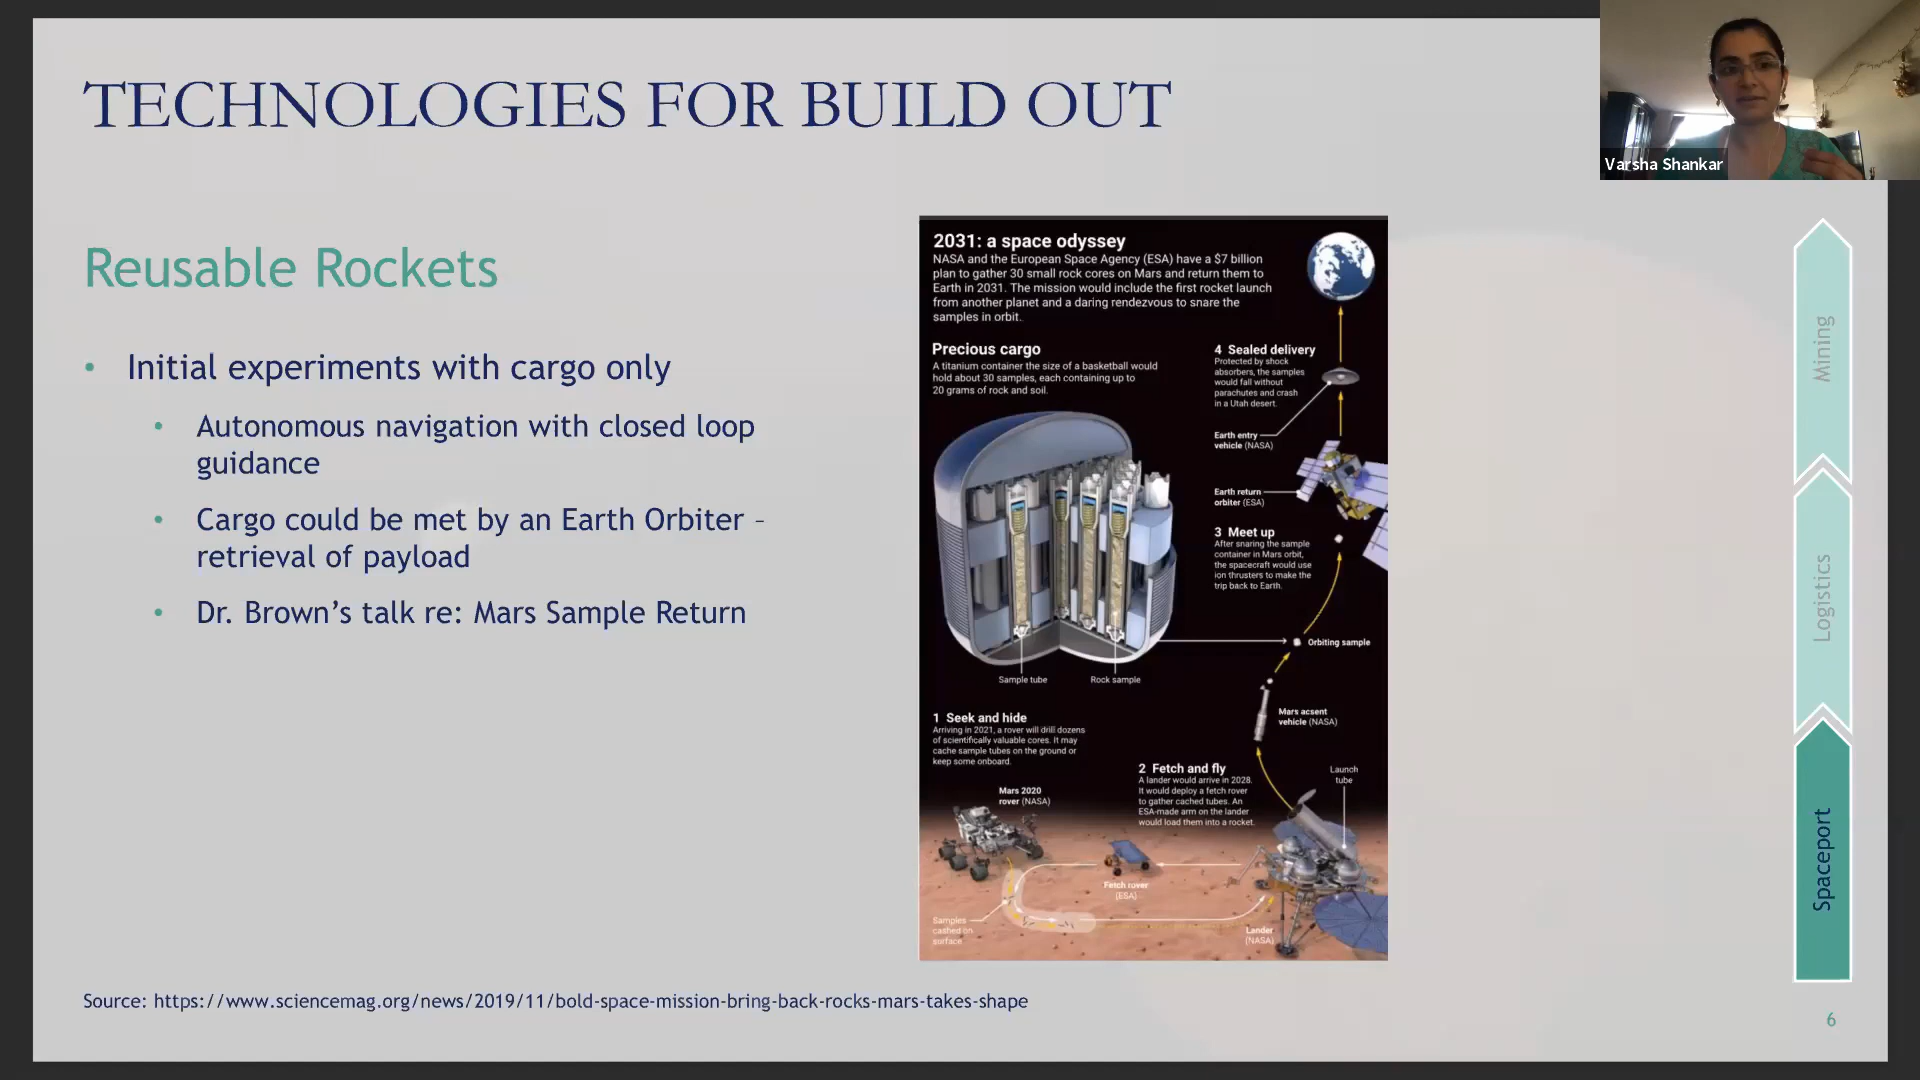 TECHNOLOGIES FOR BUILD OUT
Varsha Shankar
Reusable Rockets
• Initial experiments with cargo only
• Autonomous navigation with closed loop
guidance
• Cargo could be met by an Earth Orbiter –
retrieval of payload
• Dr. Brown's talk re: Mars Sample Return
2031: a space odyssey
NASA and the European Space Agency (ESA) have a $7 billion
plan to gather 30 small rock cores on Mars and return them to
Earth in 2031. The mission would include the first rocket launch
from another planet and a daring rendezvous to snare the
samples in orbit.
Precious cargo
A titanium container the size of a basketball would
hold about 30 samples, each containing up to
20 grams of rock and soil.
4 Sealed delivery
Protected by shock
absorbers, the samples
would fall without
parachutes and crash
in a Utah desert.
Earth entry
vehicle (NASA)
Earth return
orbiter (ESA)
3 Meet up
After snaring the sample
container in Mars orbit,
the spacecraft would use
ion thrusters to make the
trip back to Earth.
Orbiting sample
Sample tube
Rock sample
Mars acsent
vehicle (NASA)
1 Seek and hide
Arriving in 2021, a rover will drill dozens
of scientifically valuable cores. It may
cache sample tubes on the ground or
keep some onboard.
2 Fetch and fly
A lander would arrive in 2028.
It would deploy a fetch rover
to gather cached tubes. An
ESA-made arm on the lander
would load them into a rocket.
Launch
tube
Mars 2020
rover (NASA)
Fetch rover
(ESA)
Samples
cashed on
surface
Lander
(NASA)
Mining
Logistics
Spaceport
Source: https://www.sciencemag.org/news/2019/11/bold-space-mission-bring-back-rocks-mars-takes-shape
6